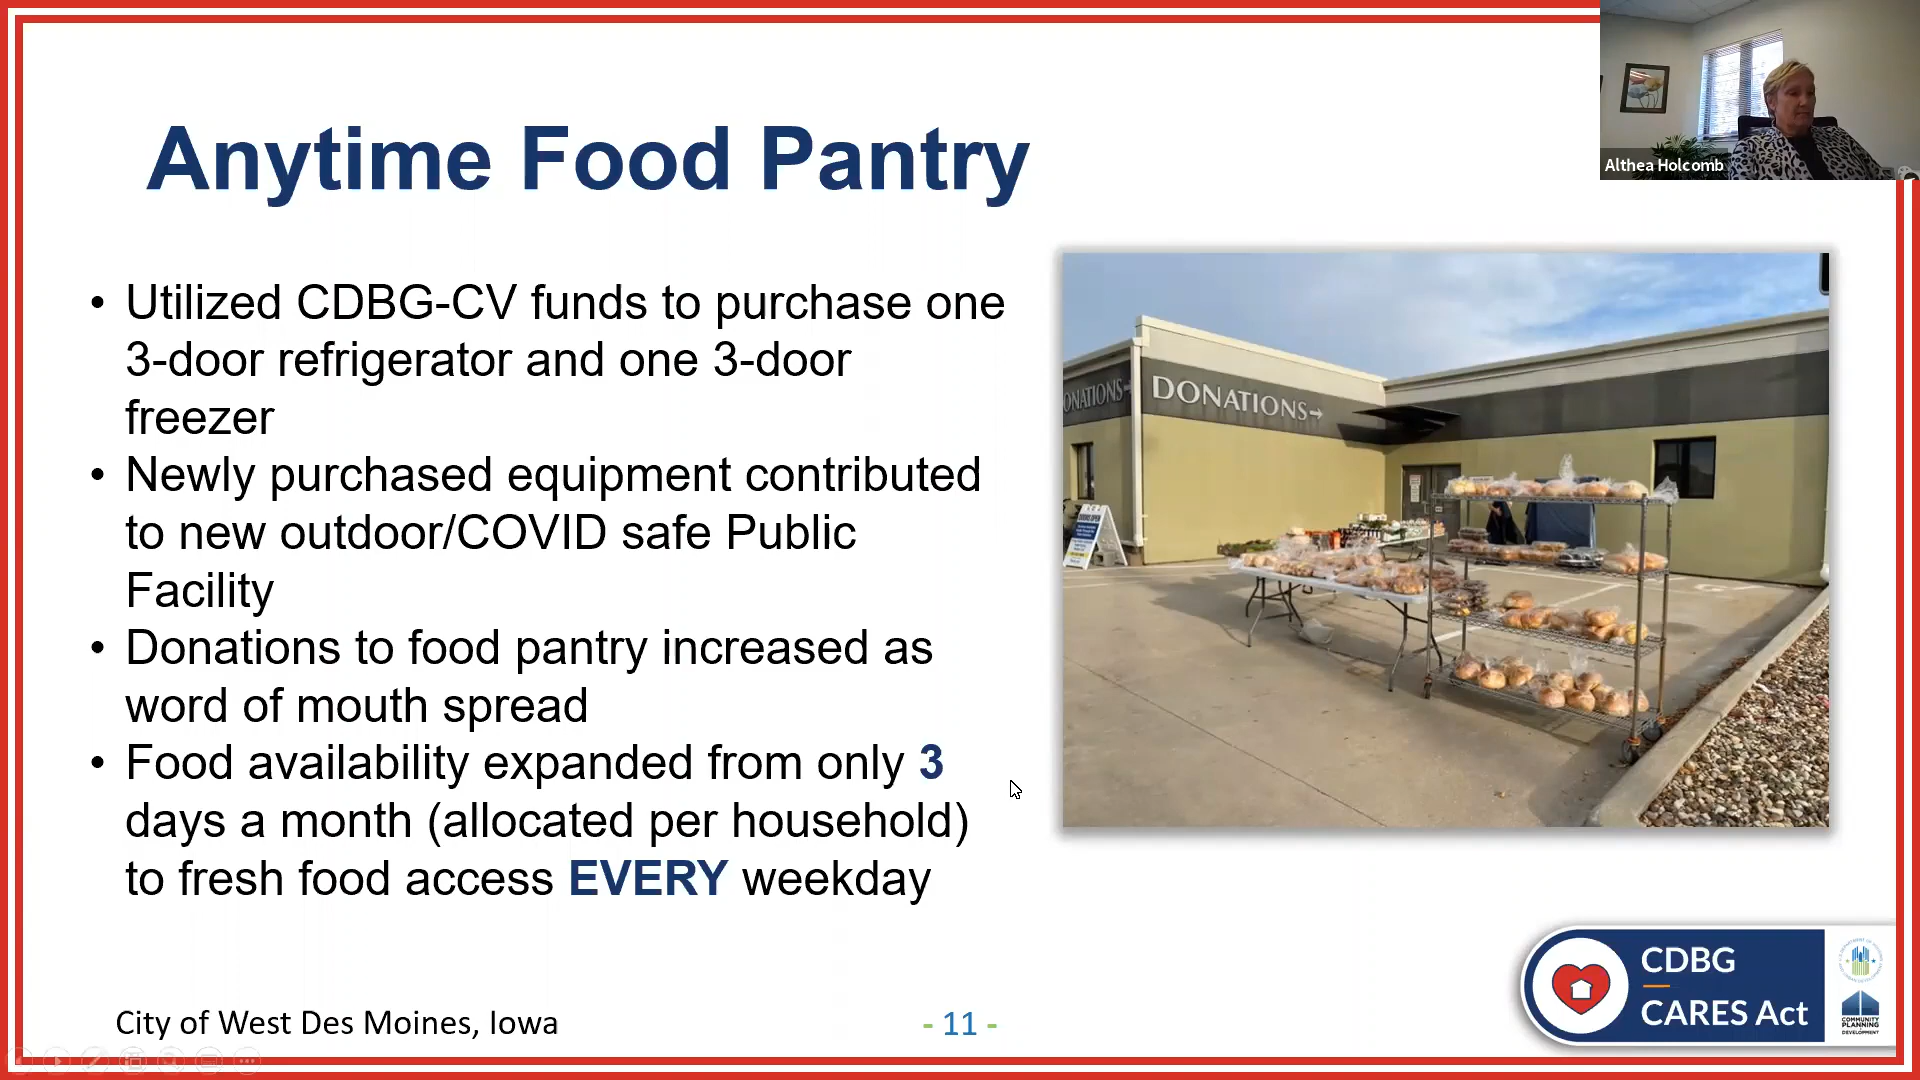 Anytime Food Pantry
Althea Holcomb
• Utilized CDBG-CV funds to purchase one
3-door refrigerator and one 3-door
freezer
• Newly purchased equipment contributed
to new outdoor/COVID safe Public
Facility
• Donations to food pantry increased as
word of mouth spread
• Food availability expanded from only 3
days a month (allocated per household)
to fresh food access EVERY weekday
ONATIONS→
DONATIONS→
CDBG
CARES Act
COMMUNITY
PLANNING
DEVELOPMENT
City of West Des Moines, Iowa
- 11 -